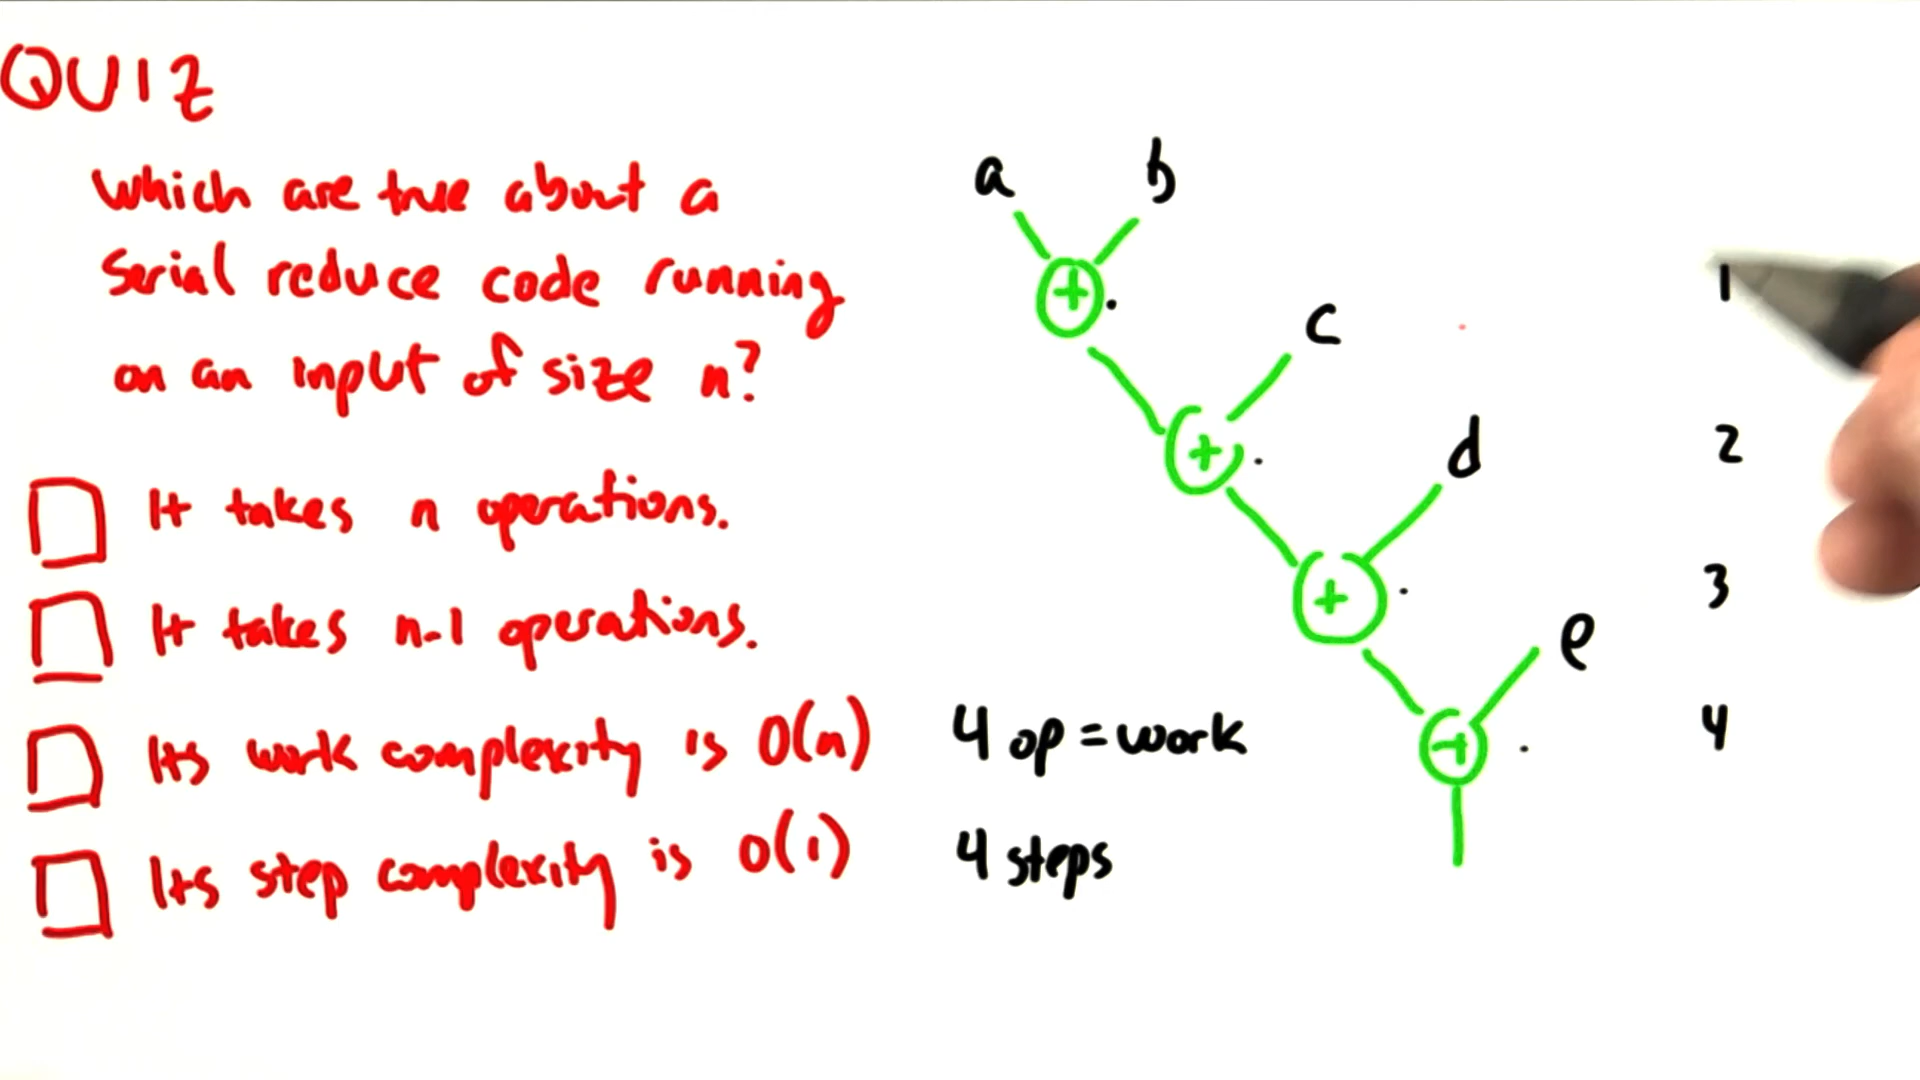 QUIZ
Which are true about a
serial reduce code running
on an input of size n?
It takes n operations.
It takes n-1 operations.
Its work complexity is O(n)
Its step complexity is O(1)
a b
+
c
+
d
+
e
+
4 op = work
4 steps
1
2
3
4